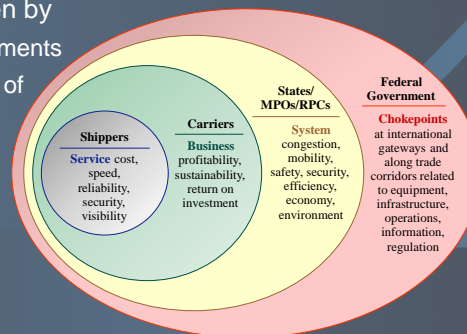 en by
ements
of
Shippers
Service cost,
speed,
reliability,
security,
visibility
Carriers
Business
profitability,
sustainability,
return on
investment
States/
MPOs/RPCs
System
congestion,
mobility,
safety, security,
efficiency,
economy,
environment
Federal
Government
Chokepoints
at international
gateways and
along trade
corridors related
to equipment,
infrastructure,
operations,
information,
regulation